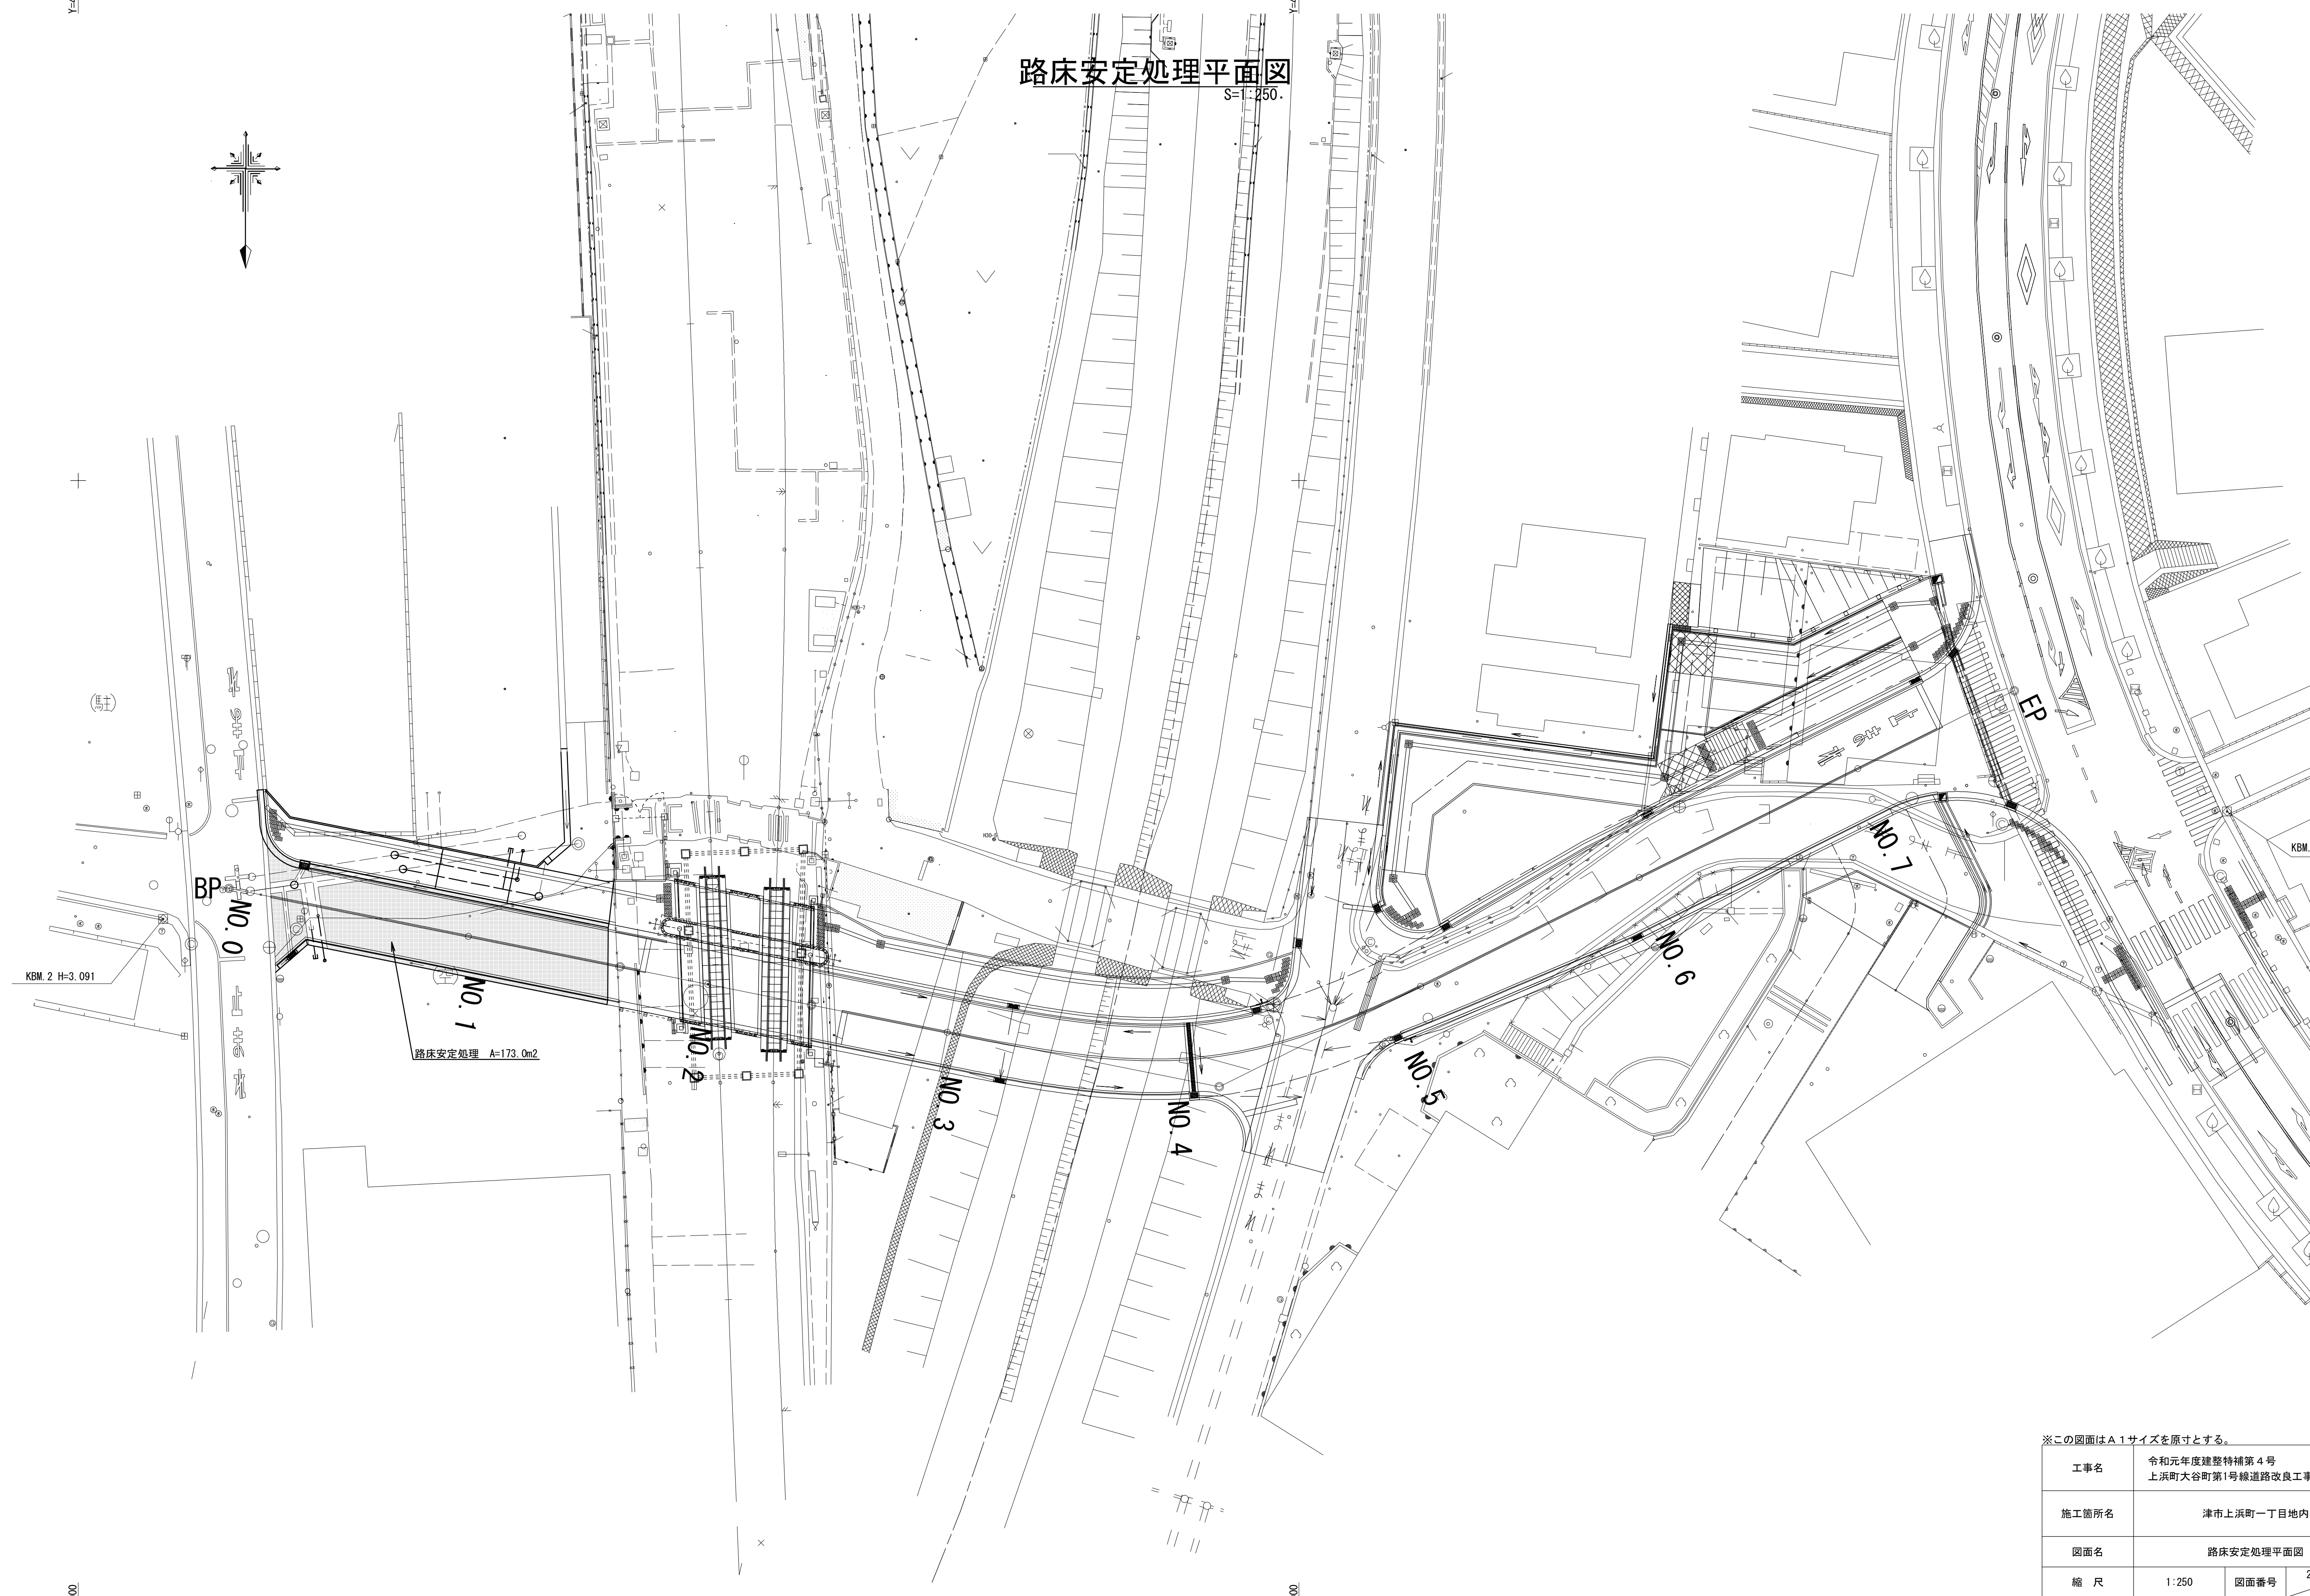 路床安定処理平面図
S=1:250
H30-7
(駐)
H30-5
BP
NO.0
KBM.2 H=3.091
NO.1
路床安定処理 A=173.0m2
NO.2
NO.3
NO.4
NO.5
NO.6
NO.7
EP
KBM.
※この図面はA1サイズを原寸とする。
工事名 令和元年度建整特補第4号
上浜町大谷町第1号線道路改良工事
施工箇所名 津市上浜町一丁目地内
図面名 路床安定処理平面図
縮 尺 1:250 図面番号